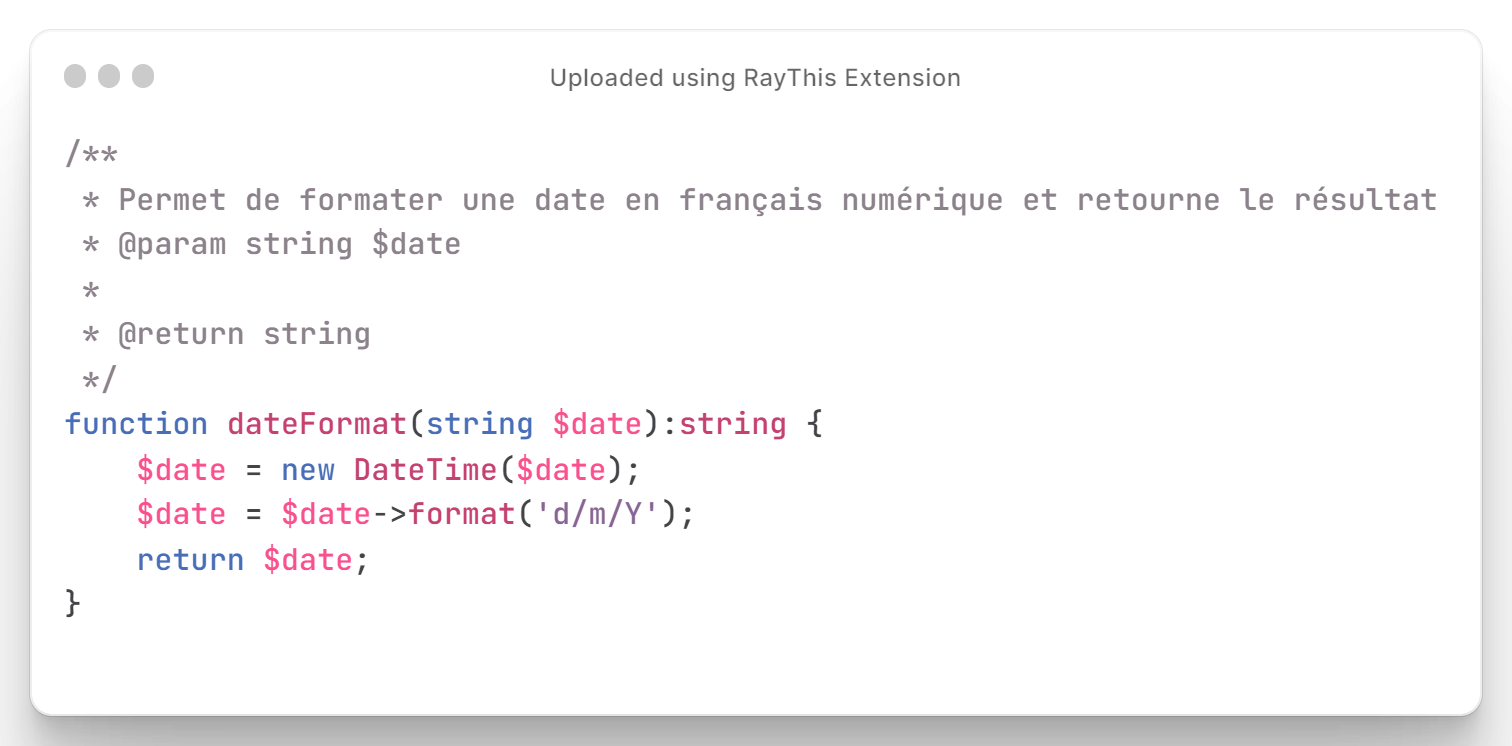 Uploaded using RayThis Extension
/**
 * Permet de formater une date en français numérique et retourne le résultat
 * @param string $date
 *
 * @return string
 */
function dateFormat(string $date):string {
    $date = new DateTime($date);
    $date = $date->format('d/m/Y');
    return $date;
}